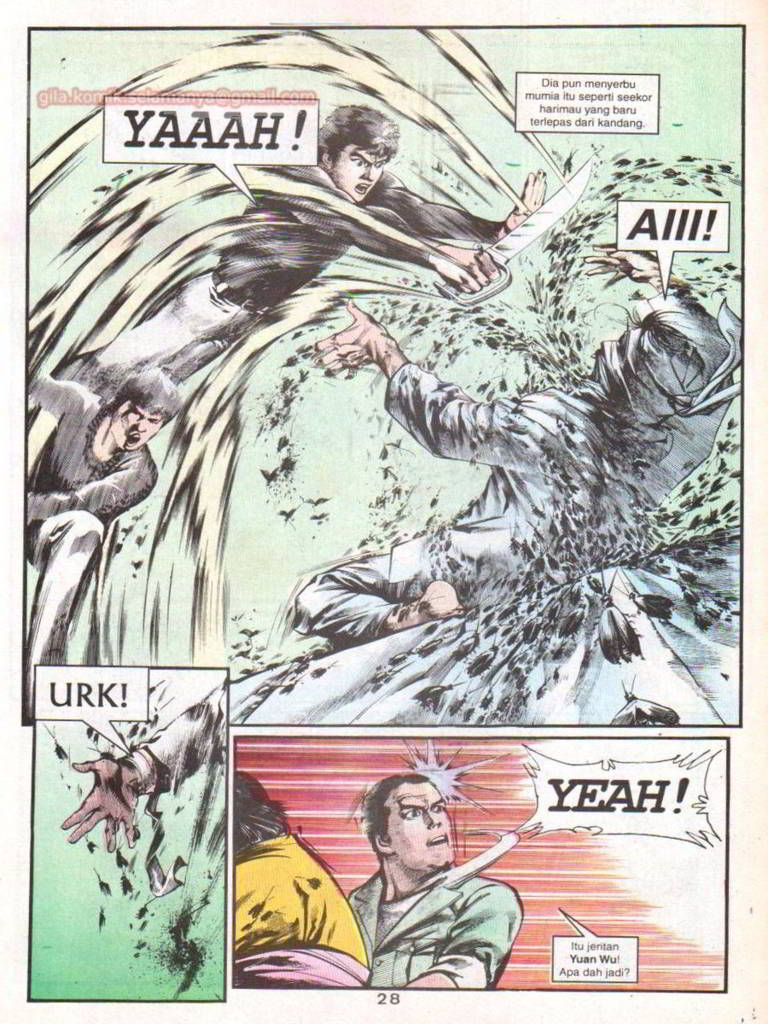 gila.komik.selamanya@gmail.com
YAAAH!
Dia pun menyerbu
mumia itu seperti seekor
harimau yang baru
terlepas dari kandang.
AIII!
URK!
YEAH!
Itu jeritan
Yuan Wu!
Apa dah jadi?
28